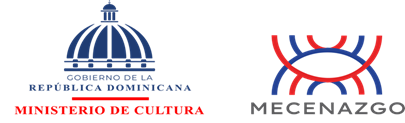 GOBIERNO DE LA
REPÚBLICA DOMINICANA
MINISTERIO DE CULTURA
MECENAZGO